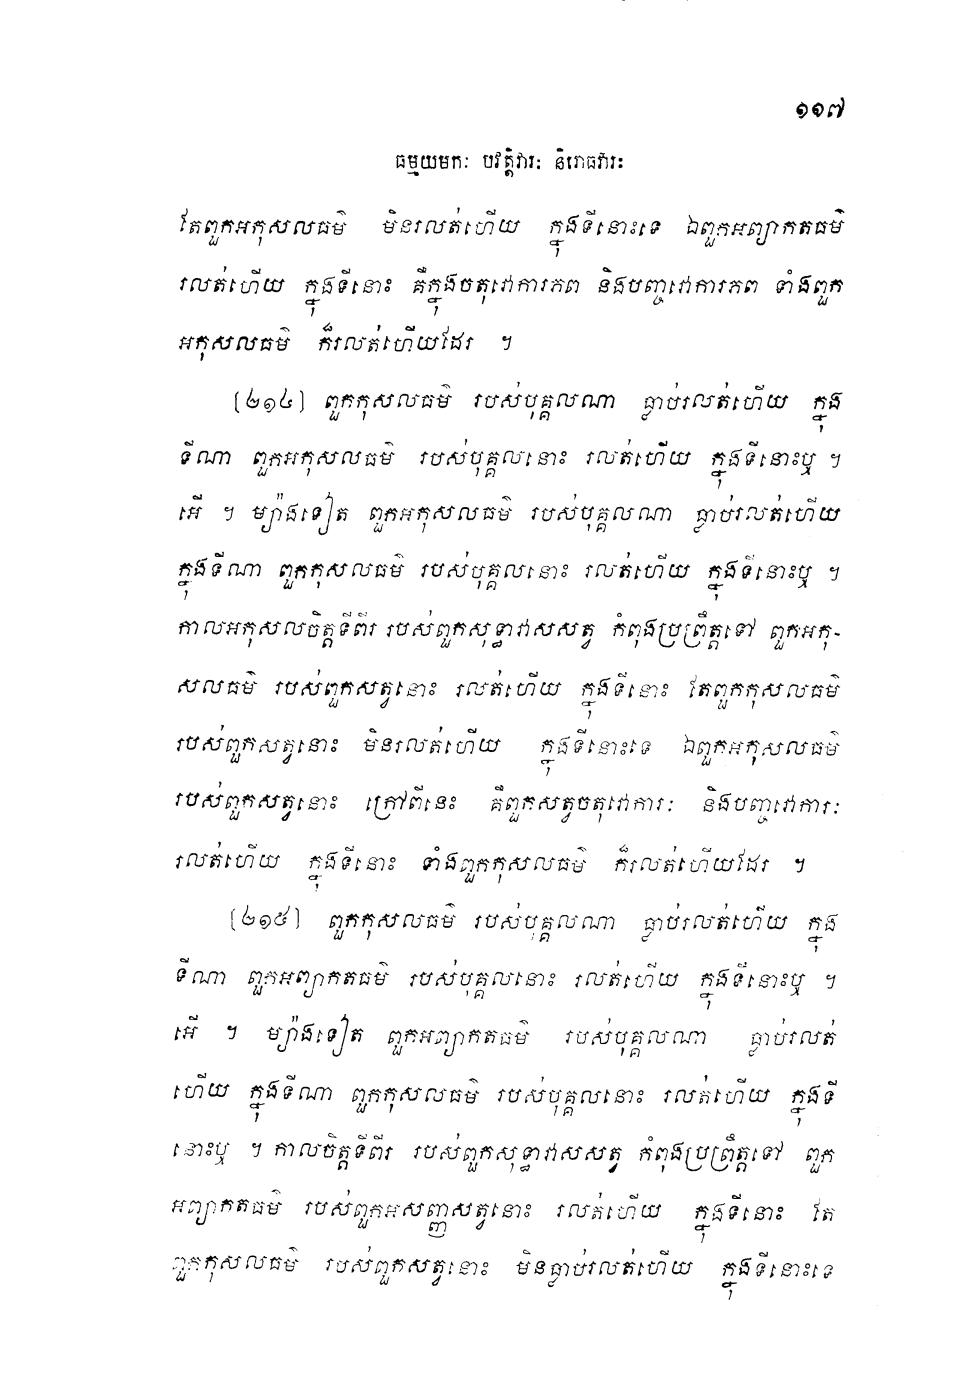 ១១៧
ធម្មយមកៈ បវត្តិវារៈ និរោធវារៈ
តែពួកអកុសលធម៌ មិនរលត់ហើយ ក្នុងទីនោះទេ ឯពួកអព្យាកតធម៌
រលត់ហើយ ក្នុងទីនោះ គឺក្នុងចតុវោការភព និងបញ្ចវោការភព ទាំងពួក
អកុសលធម៌ ក៏រលត់ហើយដែរ ។
[២១៤] ពួកកុសលធម៌ របស់បុគ្គលណា ធ្លាប់រលត់ហើយ ក្នុង
ទីណា ពួកអកុសលធម៌ របស់បុគ្គលនោះ រលត់ហើយ ក្នុងទីនោះឬ ។
អើ ។ ម្យ៉ាងទៀត ពួកអកុសលធម៌ របស់បុគ្គលណា ធ្លាប់រលត់ហើយ
ក្នុងទីណា ពួកកុសលធម៌ របស់បុគ្គលនោះ រលត់ហើយ ក្នុងទីនោះឬ ។
កាលអកុសលចិត្តទីពីរ របស់ពួកសុទ្ធាវាសសត្វ កំពុងប្រព្រឹត្តទៅ ពួកអកុ-
សលធម៌ របស់ពួកសត្វនោះ រលត់ហើយ ក្នុងទីនោះ តែពួកកុសលធម៌
របស់ពួកសត្វនោះ មិនរលត់ហើយ ក្នុងទីនោះទេ ឯពួកអកុសលធម៌
របស់ពួកសត្វនោះ ក្រៅពីនេះ គឺពួកសត្វចតុវោការៈ និងបញ្ចវោការៈ
រលត់ហើយ ក្នុងទីនោះ ទាំងពួកកុសលធម៌ ក៏រលត់ហើយដែរ ។
[២១៥] ពួកកុសលធម៌ របស់បុគ្គលណា ធ្លាប់រលត់ហើយ ក្នុង
ទីណា ពួកអព្យាកតធម៌ របស់បុគ្គលនោះ រលត់ហើយ ក្នុងទីនោះឬ ។
អើ ។ ម្យ៉ាងទៀត ពួកអព្យាកតធម៌ របស់បុគ្គលណា ធ្លាប់រលត់
ហើយ ក្នុងទីណា ពួកកុសលធម៌ របស់បុគ្គលនោះ រលត់ហើយ ក្នុងទី
នោះឬ ។ កាលចិត្តទីពីរ របស់ពួកសុទ្ធាវាសសត្វ កំពុងប្រព្រឹត្តទៅ ពួក
អព្យាកតធម៌ របស់ពួកអសញ្ញសត្វនោះ រលត់ហើយ ក្នុងទីនោះ តែ
ពួកកុសលធម៌ របស់ពួកសត្វនោះ មិនធ្លាប់រលត់ហើយ ក្នុងទីនោះទេ